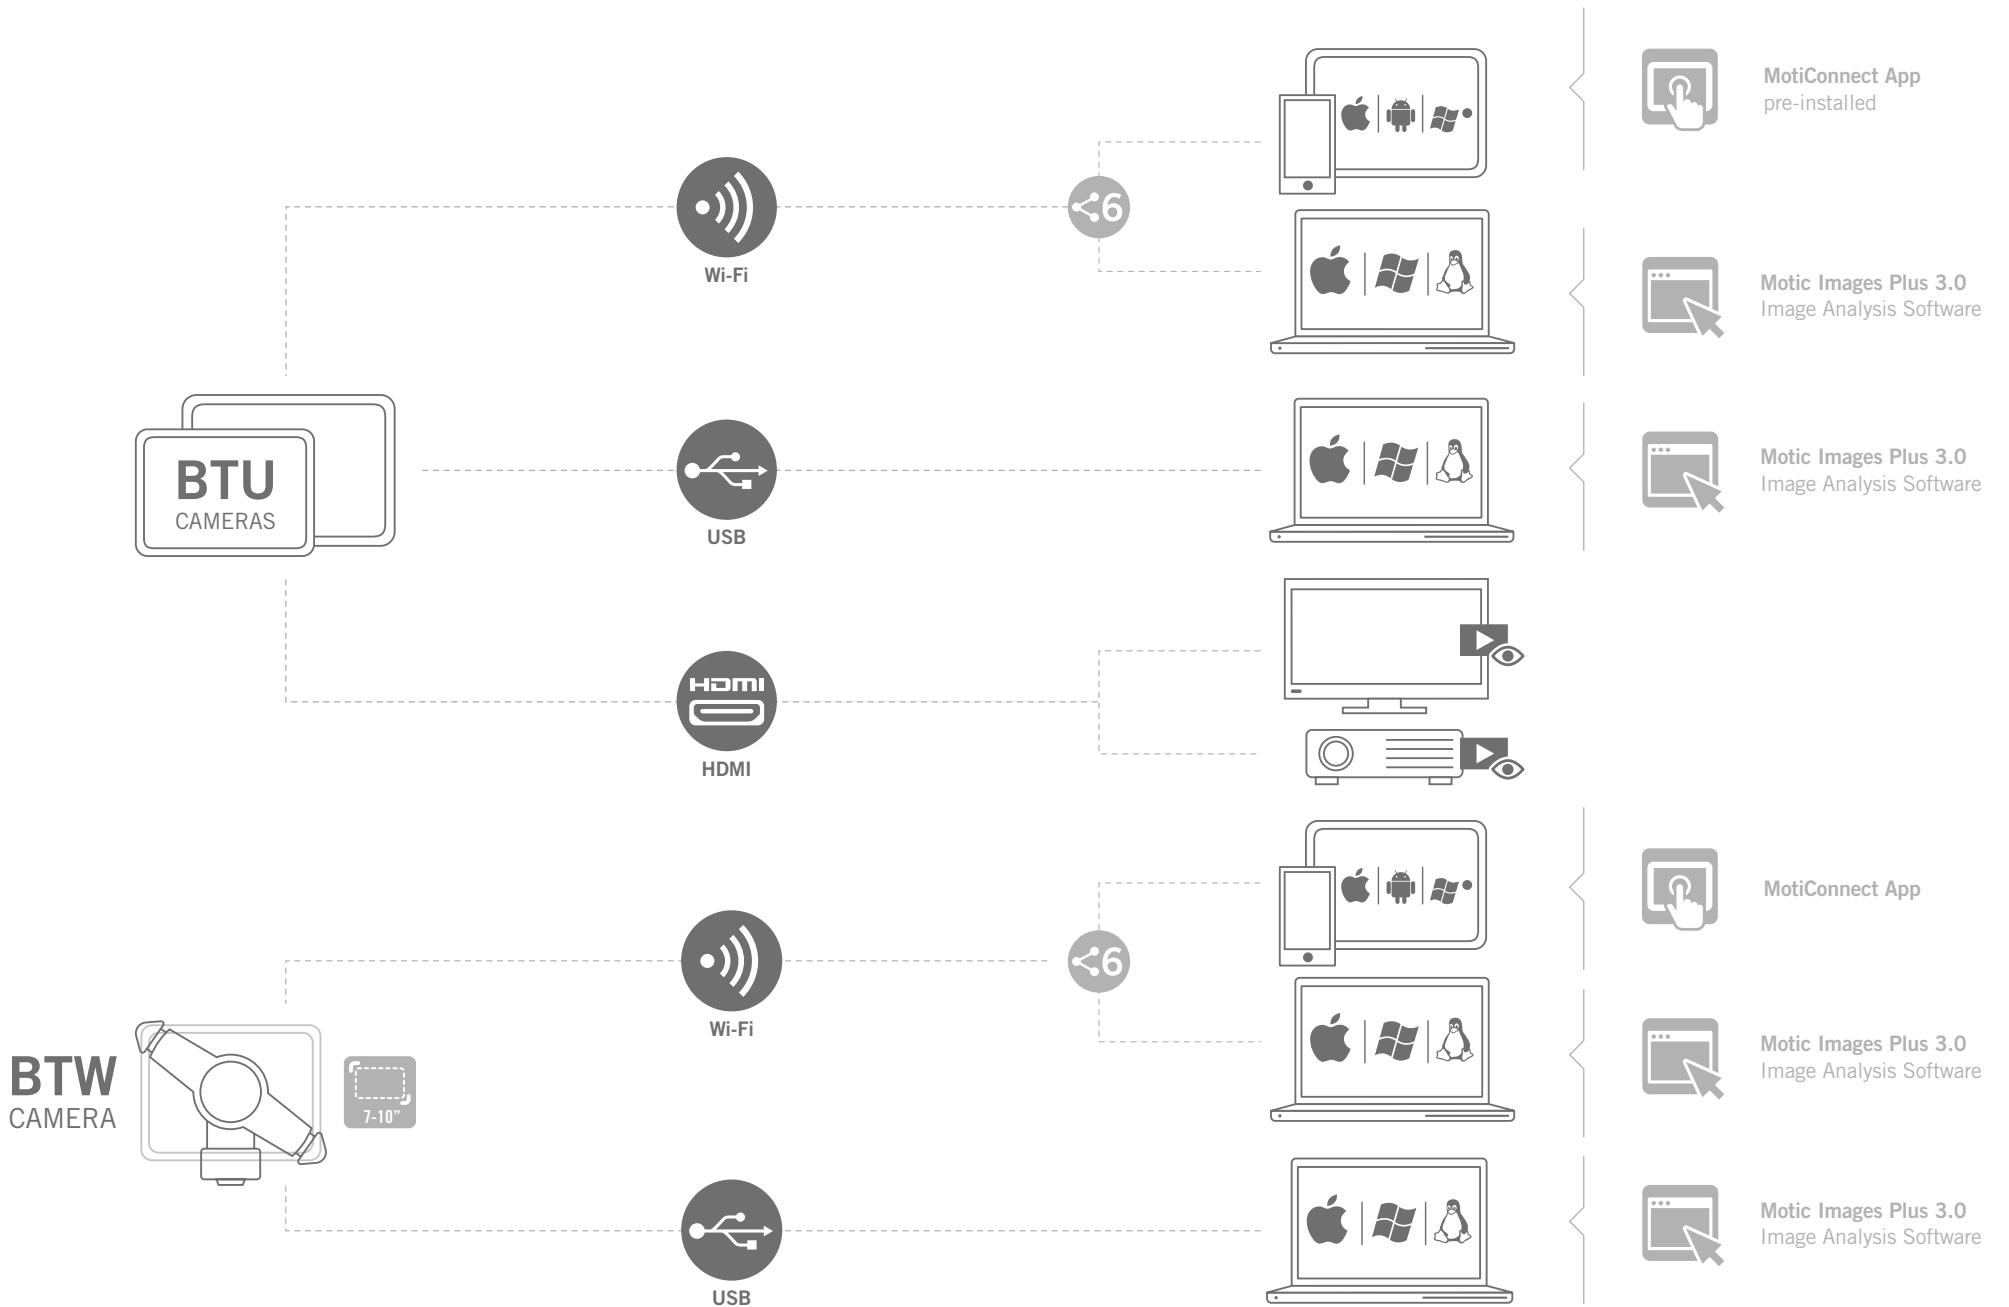 MotiConnect App
pre-installed
6
Wi-Fi
Motic Images Plus 3.0
Image Analysis Software
BTU
CAMERAS
USB
Motic Images Plus 3.0
Image Analysis Software
HDMI
HDMI
MotiConnect App
6
Wi-Fi
BTW
CAMERA
7-10”
Motic Images Plus 3.0
Image Analysis Software
USB
Motic Images Plus 3.0
Image Analysis Software